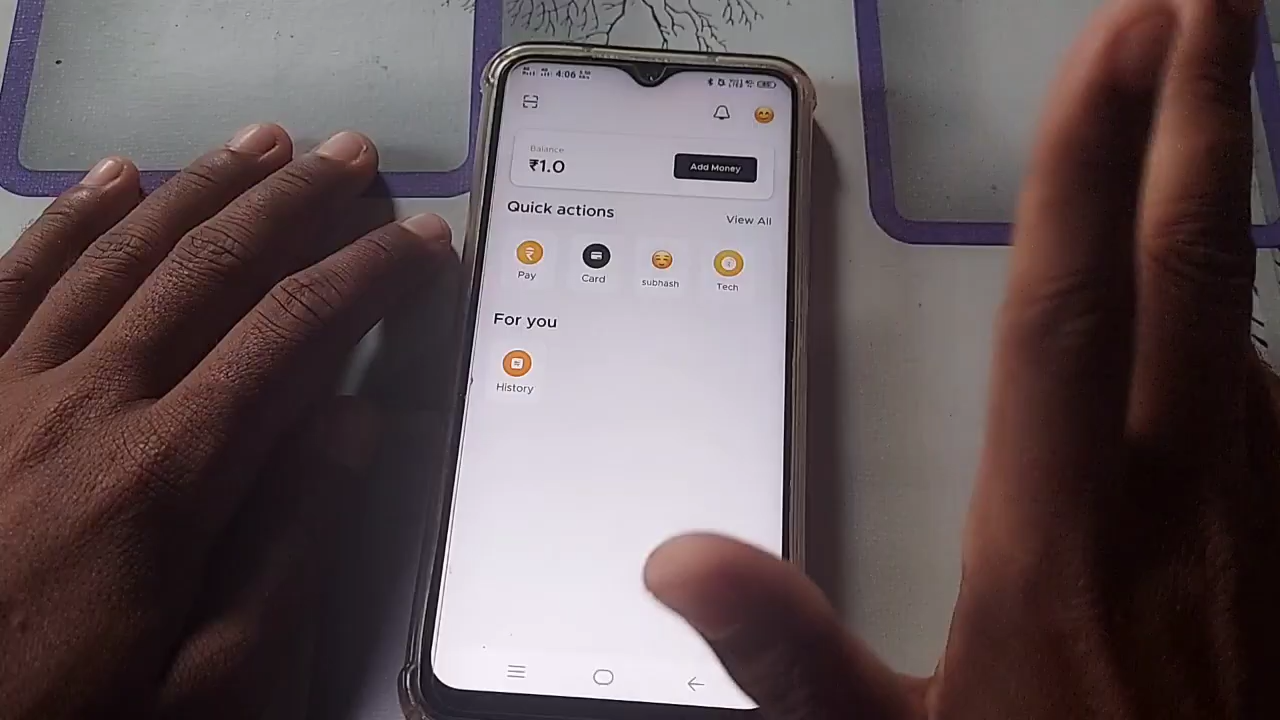 4:06
Balance
₹1.0
Add Money
Quick actions
View All
Pay
Card
subhash
Tech
For you
History